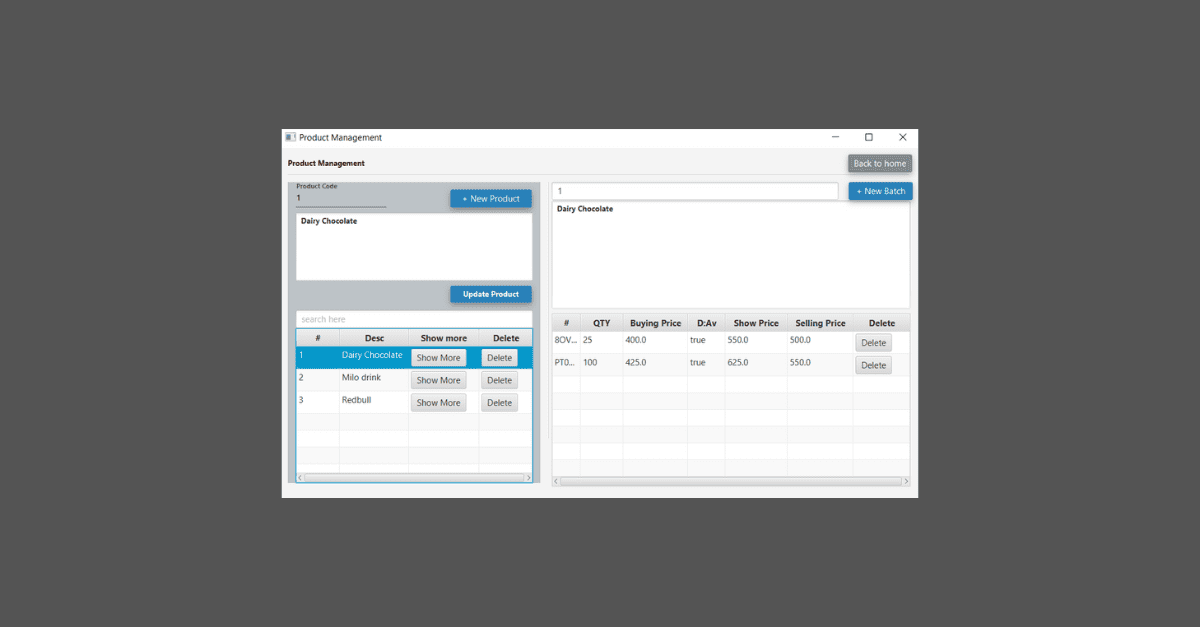 Product Management
Product Management
Back to home
Product Code
1
+ New Product
Dairy Chocolate
Update Product
search here
# Desc Show more Delete
1 Dairy Chocolate Show More Delete
2 Milo drink Show More Delete
3 Redbull Show More Delete
1
+ New Batch
Dairy Chocolate
# QTY Buying Price D:Av Show Price Selling Price Delete
8OV... 25 400.0 true 550.0 500.0 Delete
PT0... 100 425.0 true 625.0 550.0 Delete